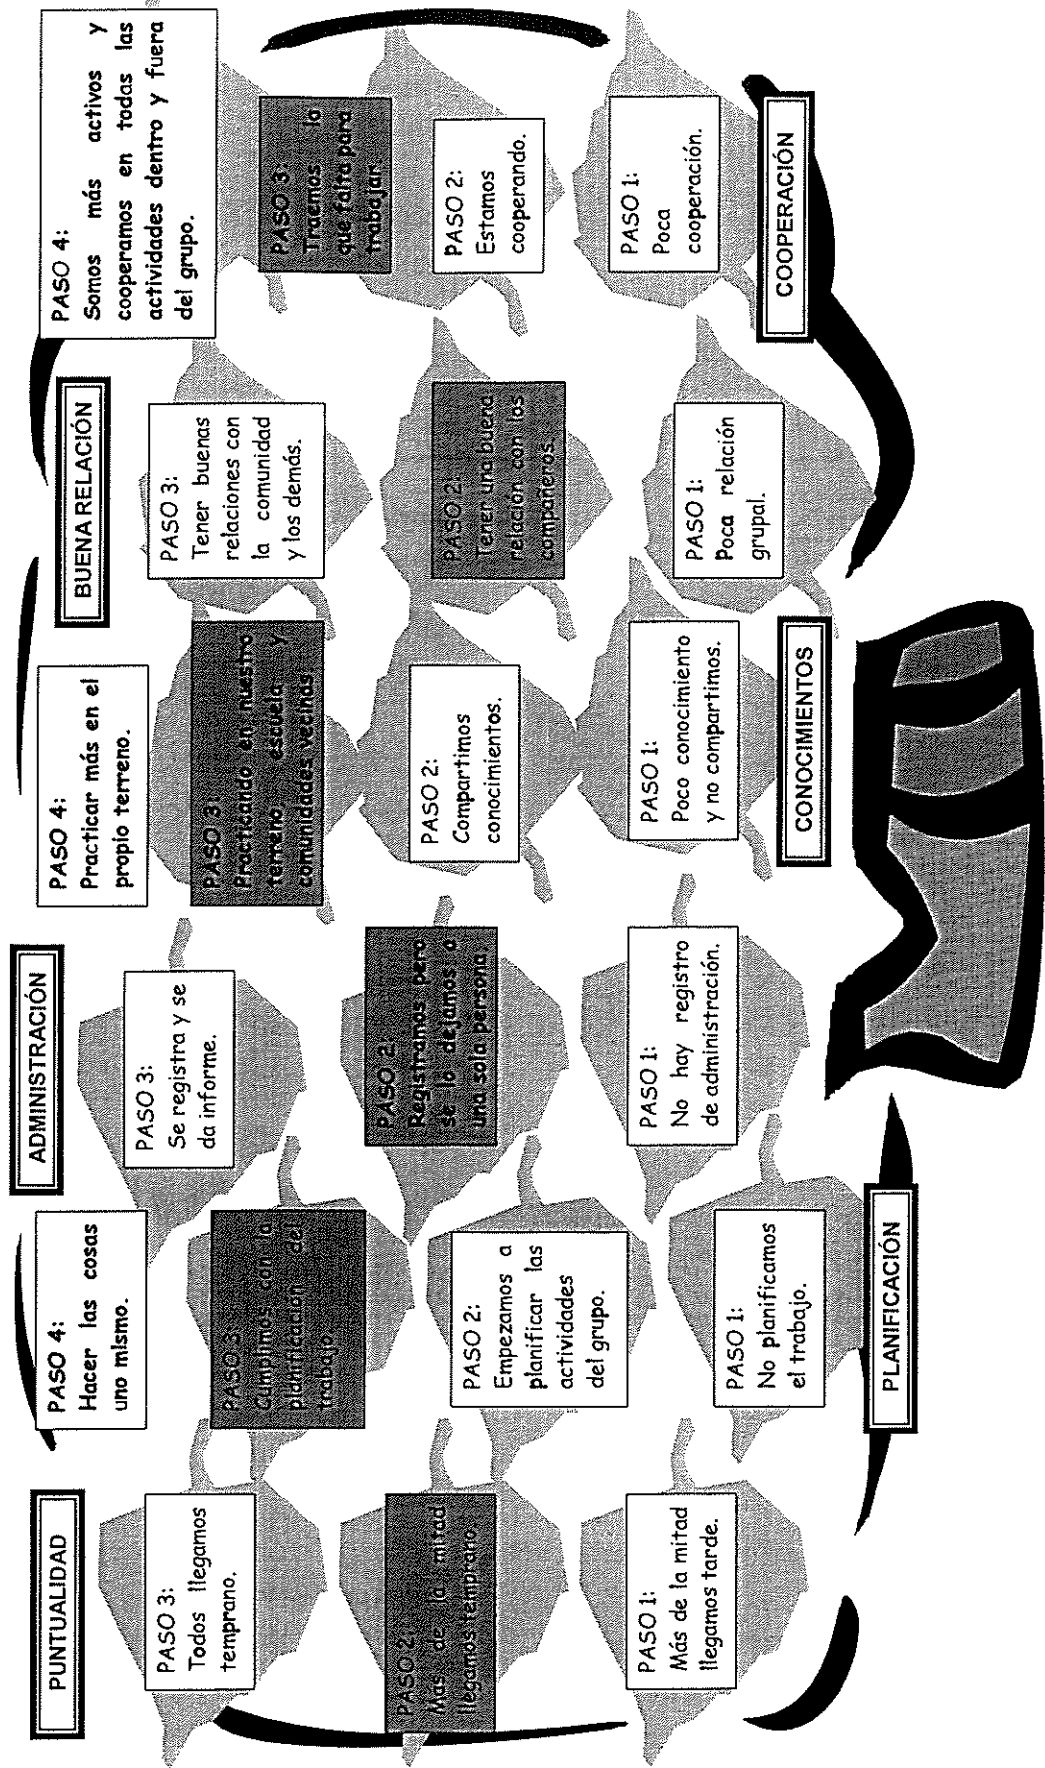 PUNTUALIDAD
PASO 3:
Todos llegamos
temprano.
PASO 2:
Más de la mitad
llegamos temprano
PASO 1:
Más de la mitad
llegamos tarde.
PASO 4:
Hacer las cosas
uno mismo.
PASO 3:
Cumplimos con la
planificación del
trabajo.
PASO 2:
Empezamos a
planificar las
actividades
del grupo.
PASO 1:
No planificamos
el trabajo.
PLANIFICACIÓN
ADMINISTRACIÓN
PASO 3:
Se registra y se
da informe.
PASO 2:
Registramos pero
se lo dejamos a
una sola persona.
PASO 1:
No hay registro
de administración.
PASO 4:
Practicar más en el
propio terreno.
PASO 3:
Practicando en nuestro
terreno, escuela y
comunidades vecinas
PASO 2:
Compartimos
conocimientos.
PASO 1:
Poco conocimiento
y no compartimos.
CONOCIMIENTOS
BUENA RELACIÓN
PASO 3:
Tener buenas
relaciones con
la comunidad
y los demás.
PASO 2:
Tener una buena
relación con los
compañeros.
PASO 1:
Poca relación
grupal.
PASO 4:
Somos más activos y
cooperamos en todas las
actividades dentro y fuera
del grupo.
PASO 3:
Traemos lo
que falta para
trabajar.
PASO 2:
Estamos
cooperando.
PASO 1:
Poca
cooperación.
COOPERACIÓN